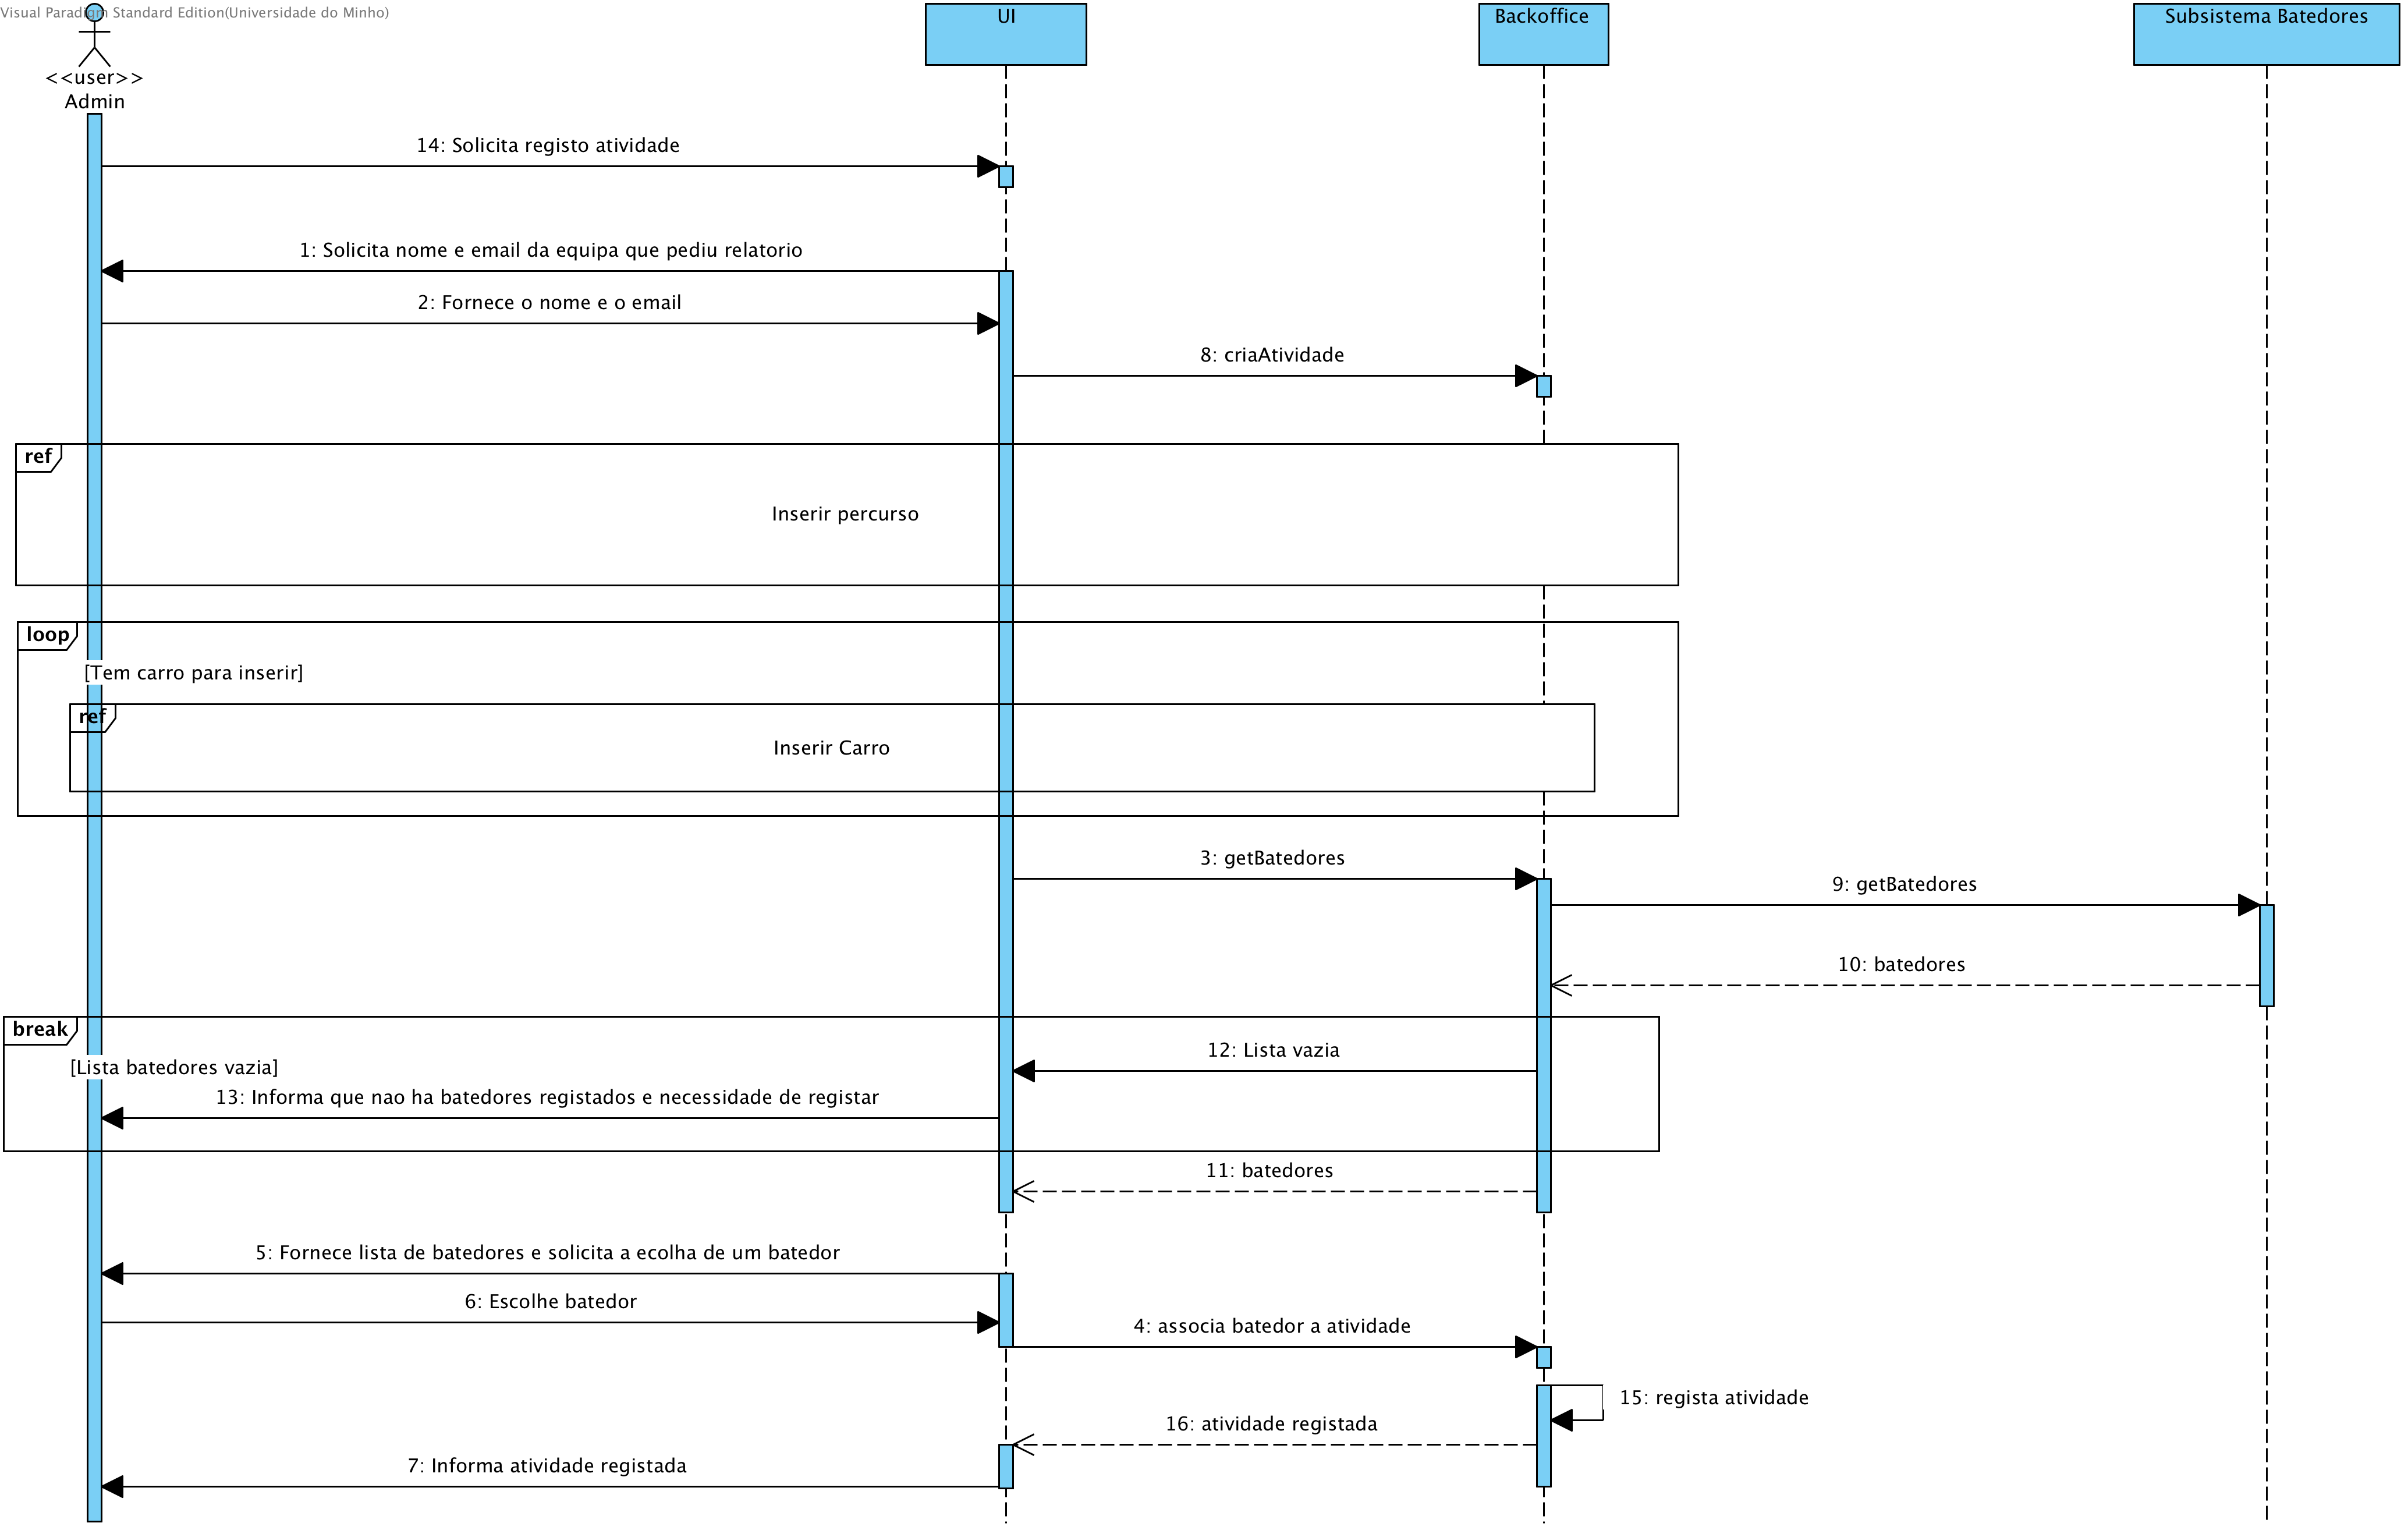 Visual Paradigm Standard Edition(Universidade do Minho)
<<user>>
Admin
UI
Backoffice
Subsistema Batedores
14: Solicita registo atividade
1: Solicita nome e email da equipa que pediu relatorio
2: Fornece o nome e o email
8: criaAtividade
ref
Inserir percurso
loop
[Tem carro para inserir]
ref
Inserir Carro
3: getBatedores
9: getBatedores
10: batedores
break
[Lista batedores vazia]
12: Lista vazia
13: Informa que nao ha batedores registados e necessidade de registar
11: batedores
5: Fornece lista de batedores e solicita a ecolha de um batedor
6: Escolhe batedor
4: associa batedor a atividade
15: regista atividade
16: atividade registada
7: Informa atividade registada